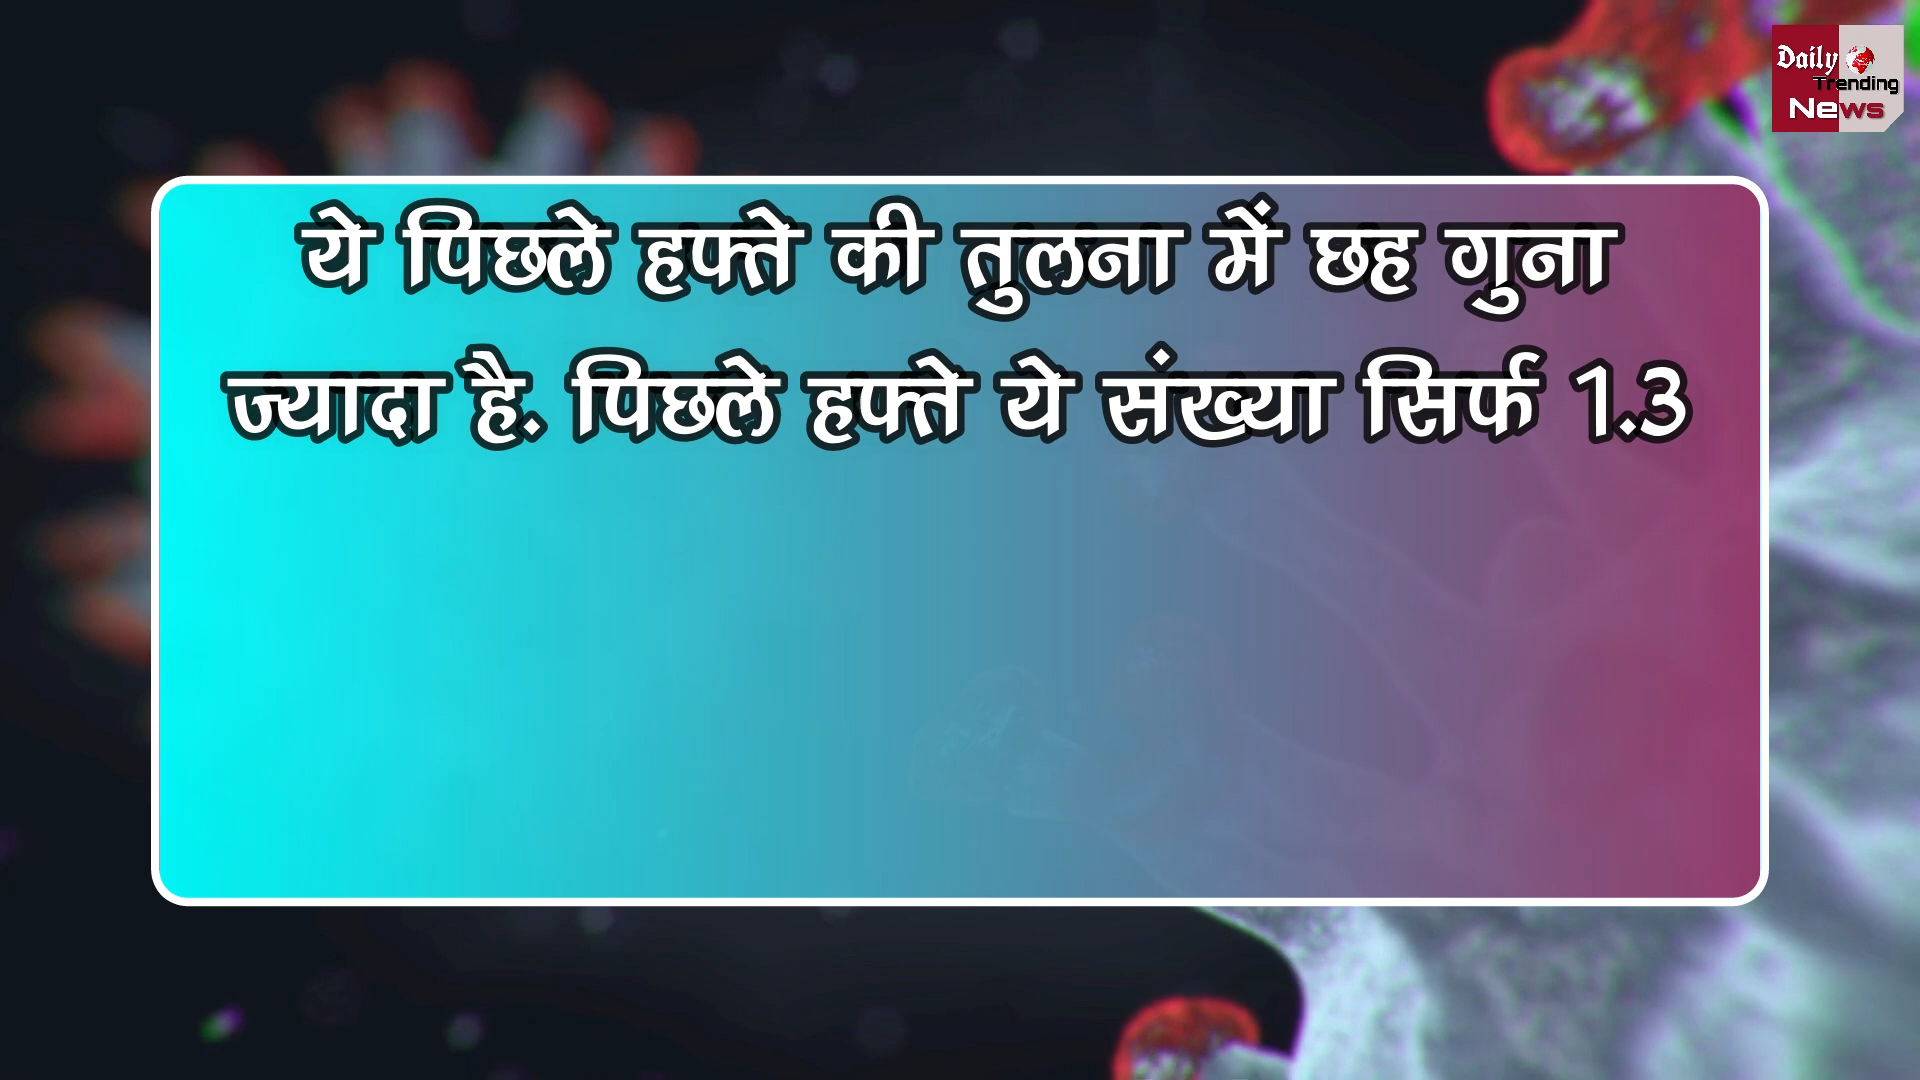 Daily
Trending
News
ये पिछले हफ्ते की तुलना में छह गुना
ज्यादा है. पिछले हफ्ते ये संख्या सिर्फ 1.3